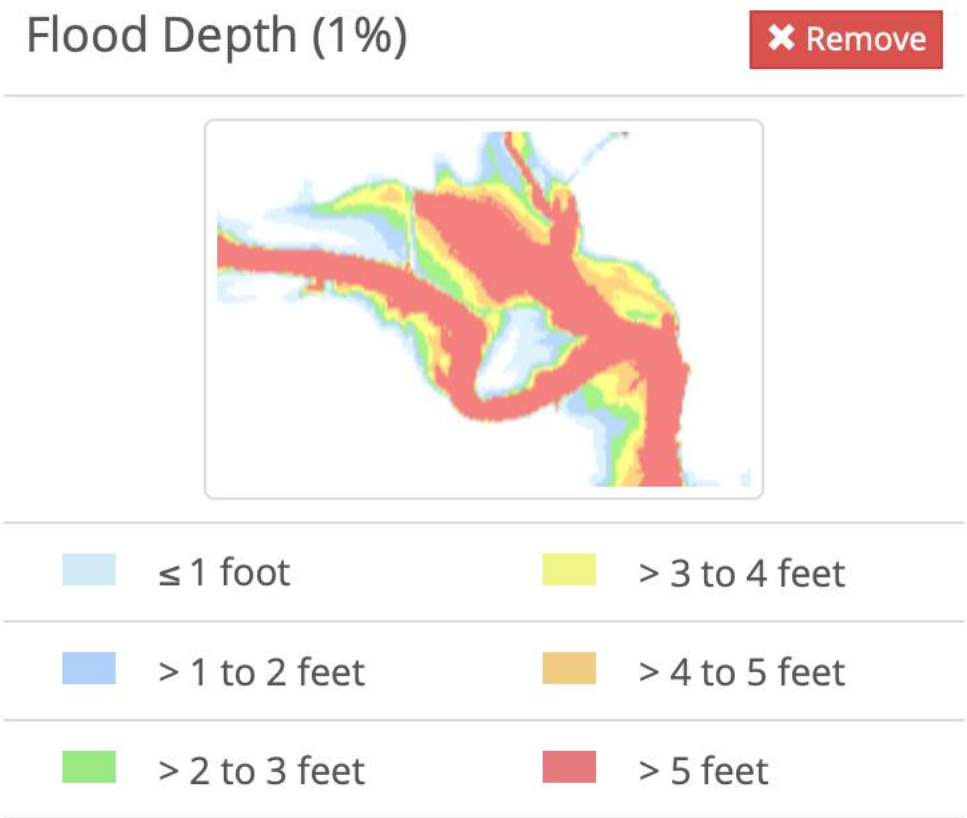 Flood Depth (1%)
✖ Remove
≤ 1 foot
> 3 to 4 feet
> 1 to 2 feet
> 4 to 5 feet
> 2 to 3 feet
> 5 feet